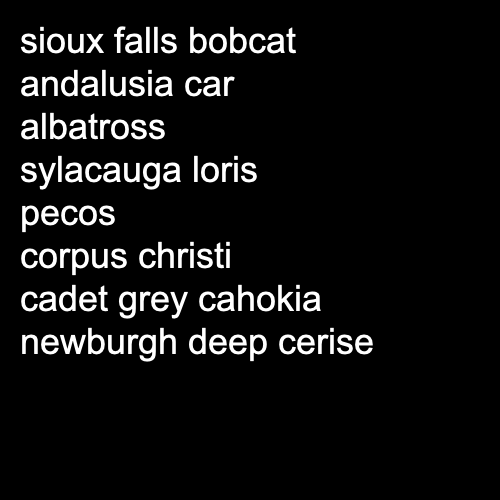 sioux falls bobcat
andalusia car
albatross
sylacauga loris
pecos
corpus christi
cadet grey cahokia
newburgh deep cerise